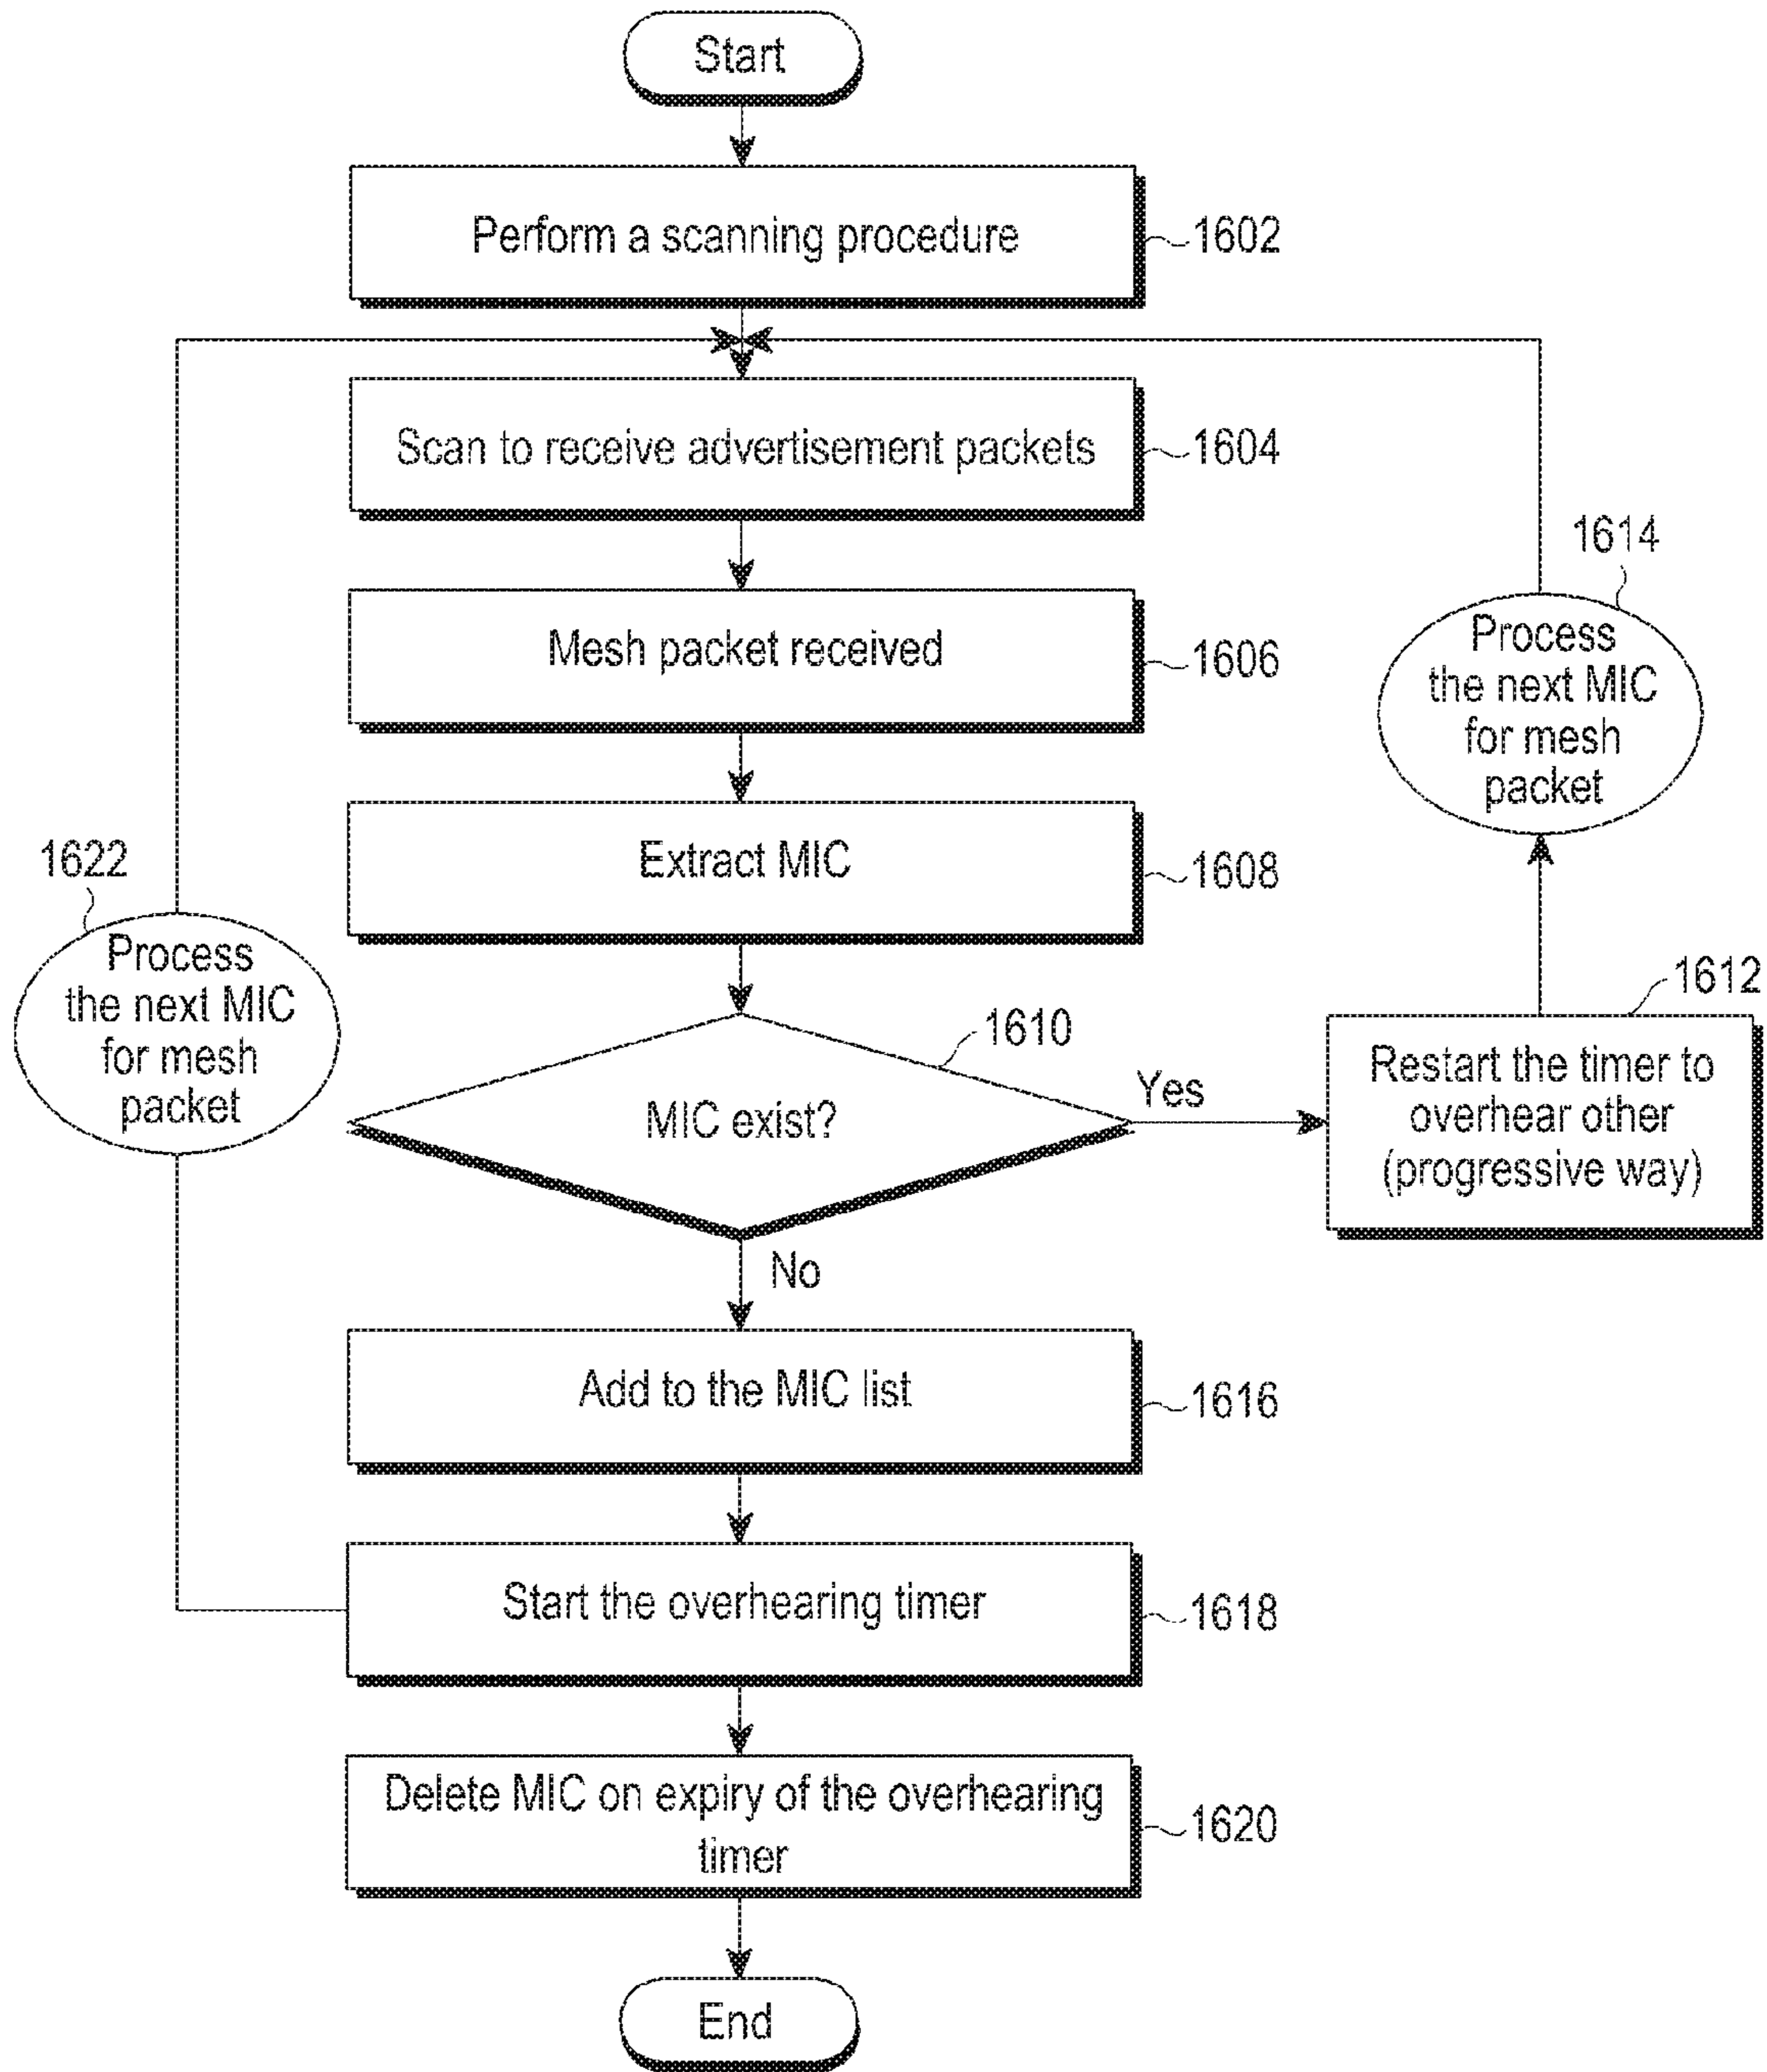 Start
Perform a scanning procedure
1602
Scan to receive advertisement packets
1604
Mesh packet received
1606
1614
Process
the next MIC
for mesh
packet
Extract MIC
1608
1622
Process
the next MIC
for mesh
packet
1610
MIC exist?
Yes
1612
Restart the timer to
overhear other
(progressive way)
No
Add to the MIC list
1616
Start the overhearing timer
1618
Delete MIC on expiry of the overhearing
timer
1620
End